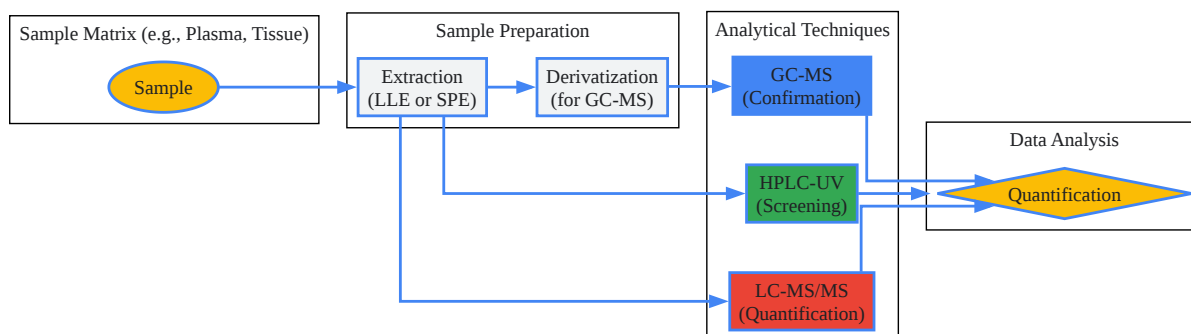 Sample Matrix (e.g., Plasma, Tissue)
Sample
Sample Preparation
Extraction
(LLE or SPE)
Derivatization
(for GC-MS)
Analytical Techniques
GC-MS
(Confirmation)
HPLC-UV
(Screening)
LC-MS/MS
(Quantification)
Data Analysis
Quantification